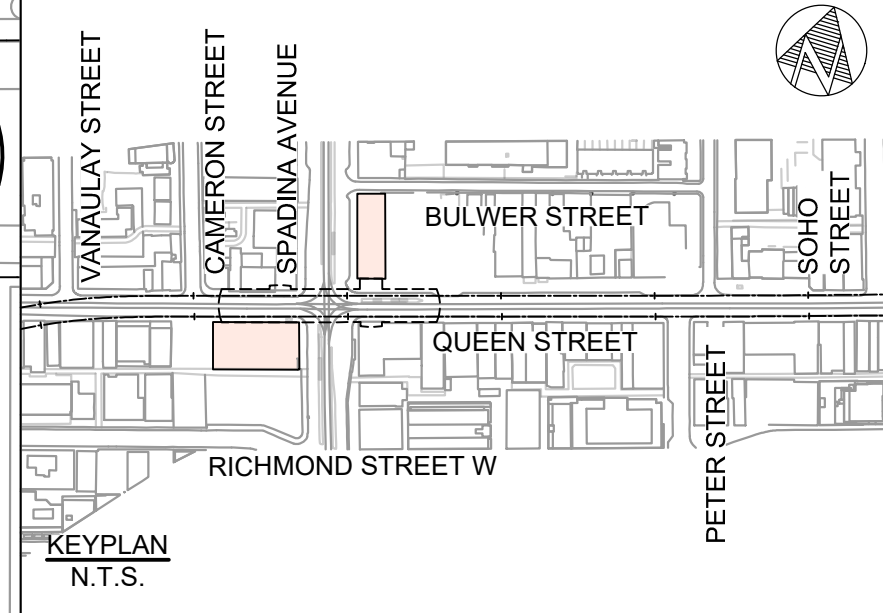 VANAULAY STREET
CAMERON STREET
SPADINA AVENUE
N
BULWER STREET
SOHO
STREET
QUEEN STREET
PETER STREET
RICHMOND STREET W
KEYPLAN
N.T.S.